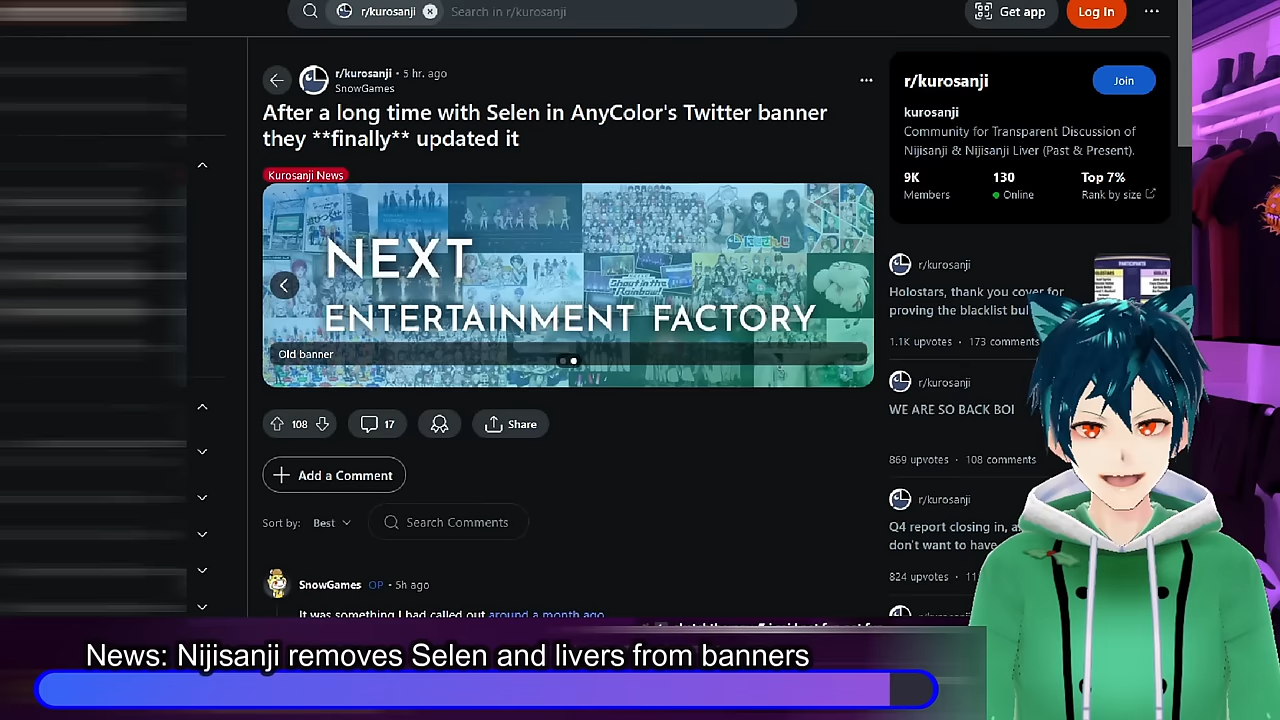 r/kurosanji
Search in r/kurosanji
Get app
Log In
r/kurosanji • 5 hr. ago
SnowGames
After a long time with Selen in AnyColor's Twitter banner
they **finally** updated it
Kurosanji News
NEXT
ENTERTAINMENT FACTORY
Shout in the
Rainbow!
Old banner
108
17
Share
Add a Comment
Sort by:
Best
Search Comments
SnowGames OP • 5h ago
It was something I had called out around a month ago
r/kurosanji
Join
kurosanji
Community for Transparent Discussion of
Nijisanji & Nijisanji Liver (Past & Present).
9K
130
Top 7%
Members
Online
Rank by size
r/kurosanji
PARTICIPANTS
Holostars, thank you cover for
proving the blacklist bul
1.1K upvotes • 173 comments
r/kurosanji
WE ARE SO BACK BOI
869 upvotes • 108 comments
r/kurosanji
Q4 report closing in, a
don't want to have
824 upvotes • 11
News: Nijisanji removes Selen and livers from banners